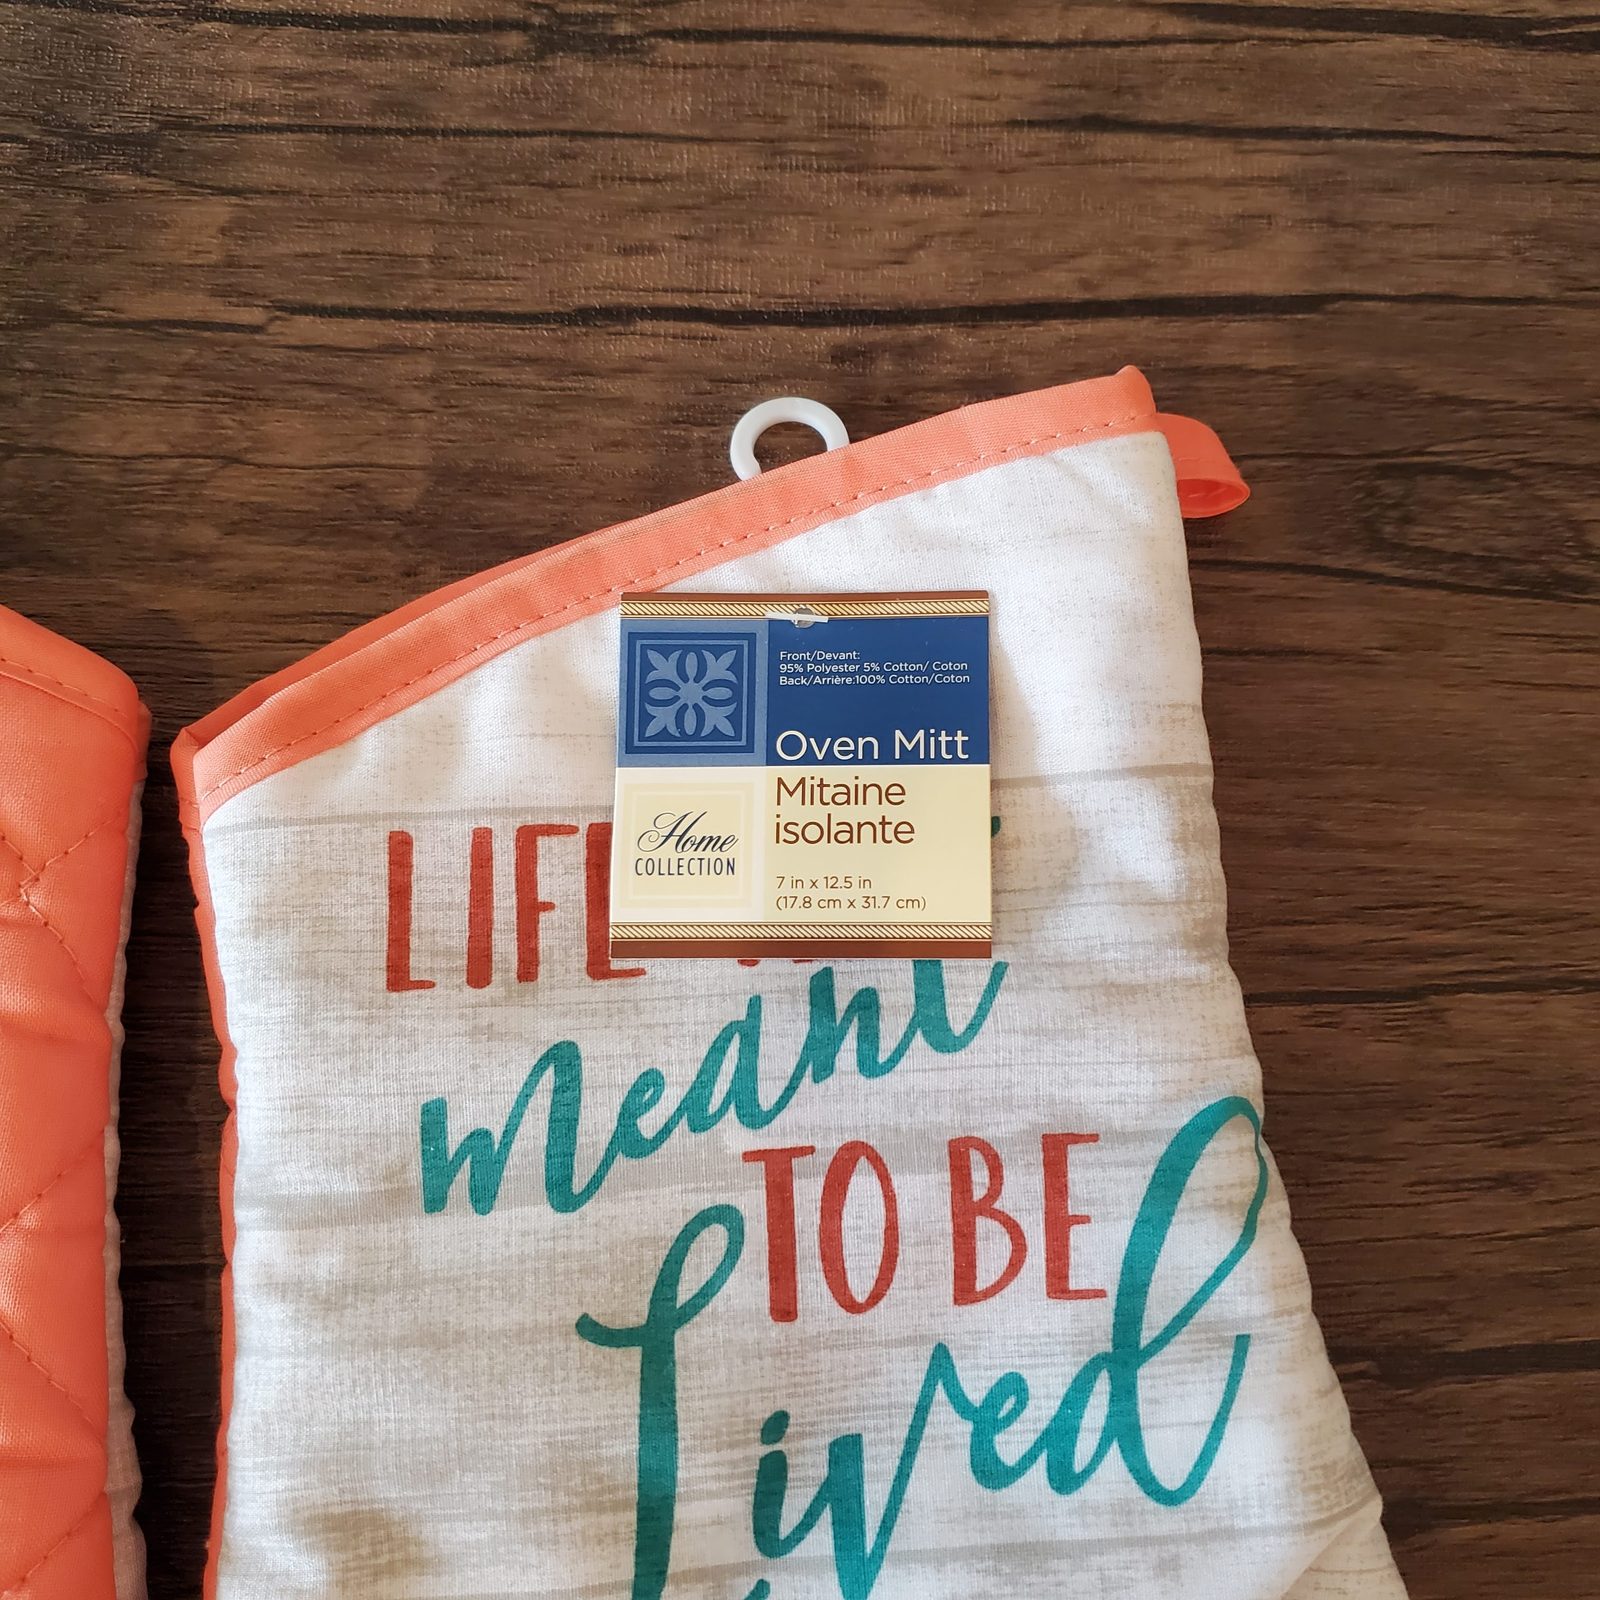 Front/Devant:
95% Polyester 5% Cotton/ Coton
Back/Arrière:100% Cotton/Coton
Oven Mitt
Mitaine
isolante
Home
COLLECTION
7 in x 12.5 in
(17.8 cm x 31.7 cm)
LIFE
meant
TO BE
Lived